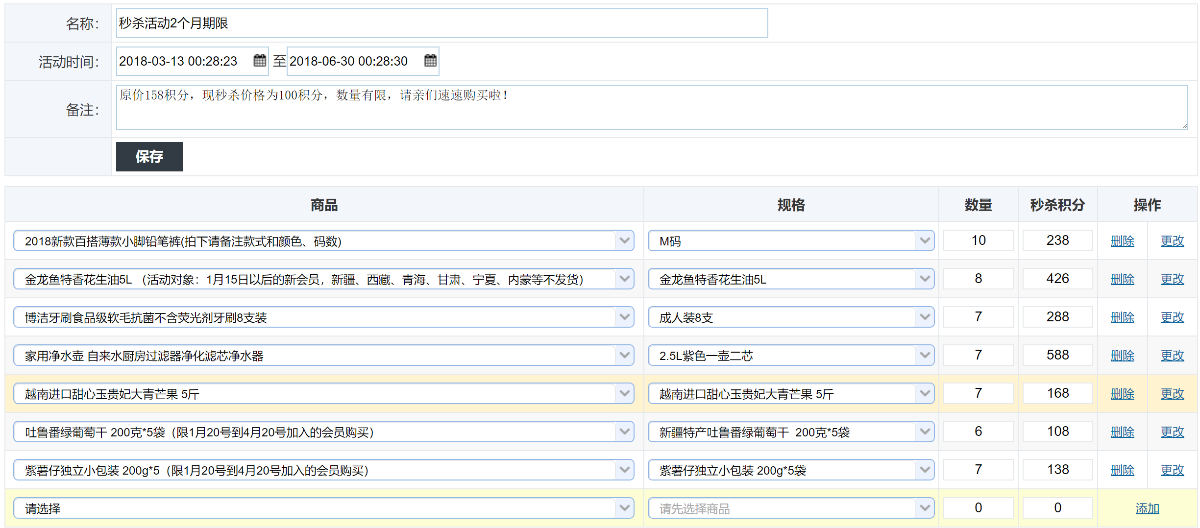 名称: 秒杀活动2个月期限
活动时间: 2018-03-13 00:28:23 至 2018-06-30 00:28:30
备注: 原价158积分，现秒杀价格为100积分，数量有限，请亲们速速购买啦！
保存
商品 规格 数量 秒杀积分 操作
2018新款百搭薄款小脚铅笔裤(拍下请备注款式和颜色、码数) M码 10 238 删除 更改
金龙鱼特香花生油5L （活动对象：1月15日以后的新会员，新疆、西藏、青海、甘肃、宁夏、内蒙等不发货） 金龙鱼特香花生油5L 8 426 删除 更改
博洁牙刷食品级软毛抗菌不含荧光剂牙刷8支装 成人装8支 7 288 删除 更改
家用净水壶 自来水厨房过滤器净化滤芯净水器 2.5L紫色一壶二芯 7 588 删除 更改
越南进口甜心玉贵妃大青芒果 5斤 越南进口甜心玉贵妃大青芒果 5斤 7 168 删除 更改
吐鲁番绿葡萄干 200克*5袋（限1月20号到4月20号加入的会员购买） 新疆特产吐鲁番绿葡萄干 200克*5袋 6 108 删除 更改
紫薯仔独立小包装 200g*5（限1月20号到4月20号加入的会员购买） 紫薯仔独立小包装 200g*5袋 7 138 删除 更改
请选择 请先选择商品 0 0 添加